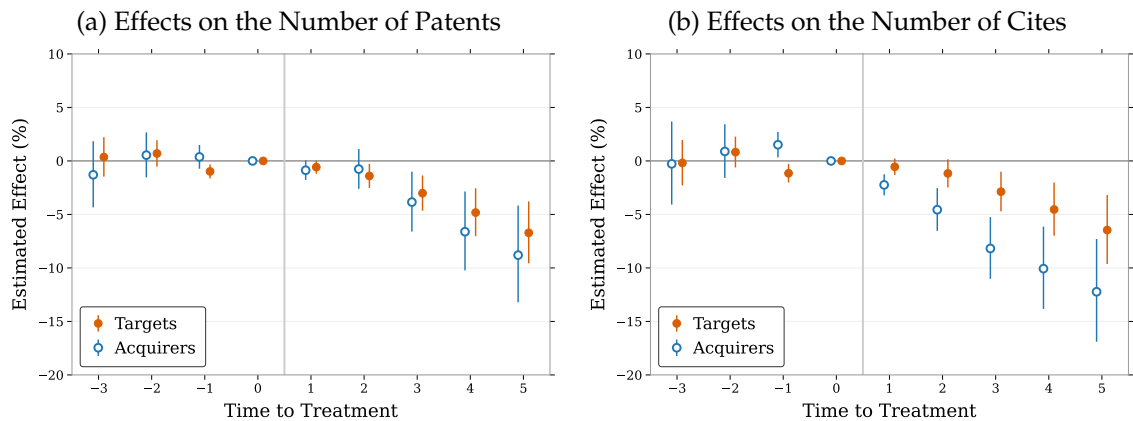 (a) Effects on the Number of Patents
10
5
0
−5
−10
−15
−20
Estimated Effect (%)
Targets
Acquirers
−3 −2 −1 0 1 2 3 4 5
Time to Treatment
(b) Effects on the Number of Cites
10
5
0
−5
−10
−15
−20
Estimated Effect (%)
Targets
Acquirers
−3 −2 −1 0 1 2 3 4 5
Time to Treatment